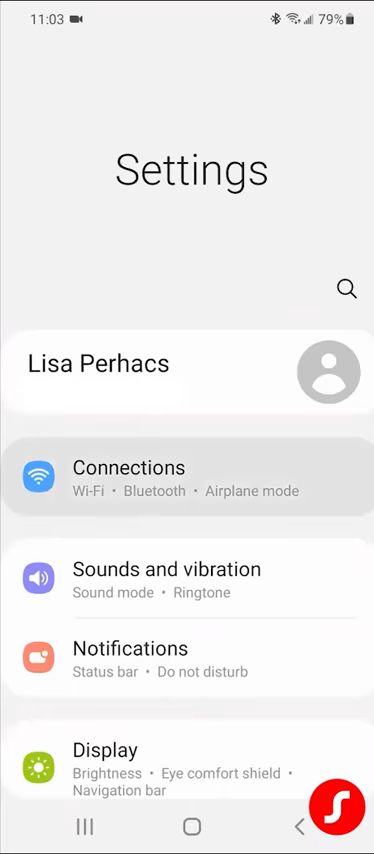 11:03
79%
Settings
Lisa Perhacs
Connections
Wi-Fi • Bluetooth • Airplane mode
Sounds and vibration
Sound mode • Ringtone
Notifications
Status bar • Do not disturb
Display
Brightness • Eye comfort shield •
Navigation bar